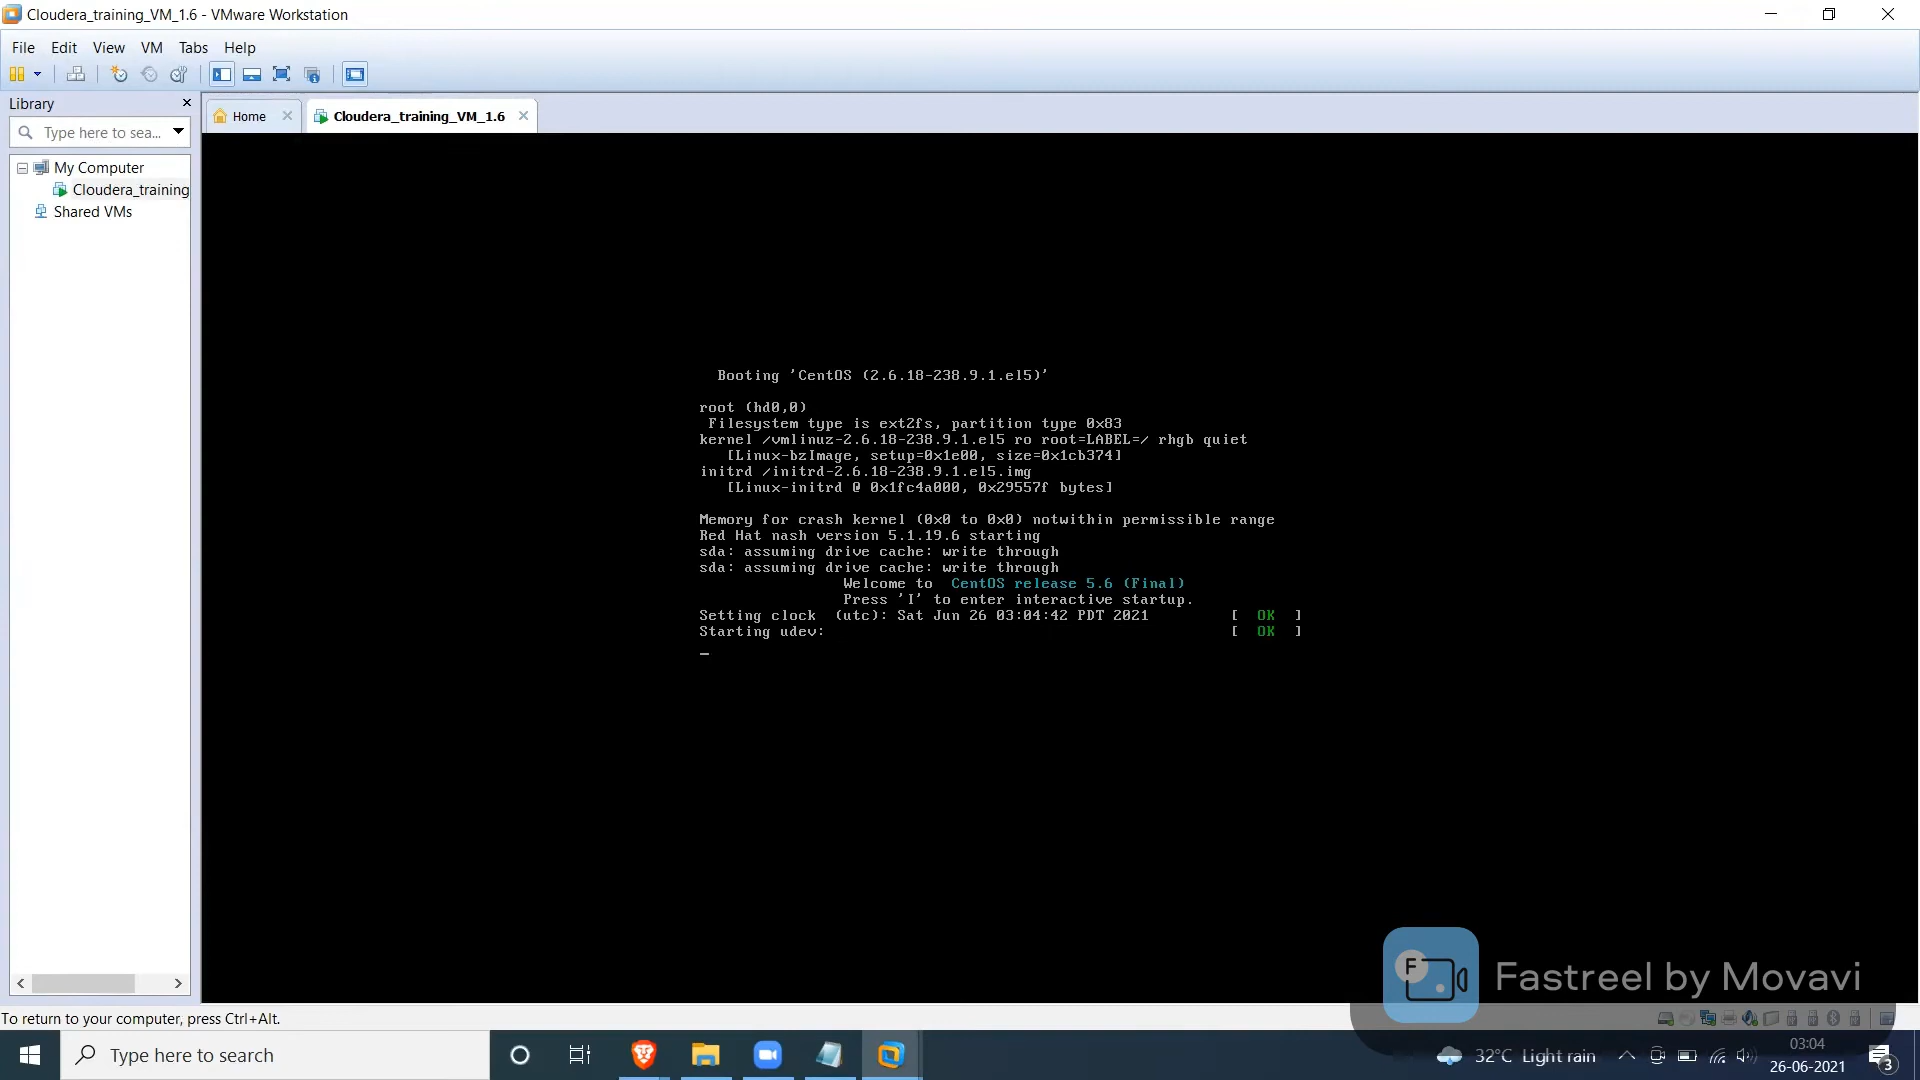 Cloudera_training_VM_1.6 - VMware Workstation
File Edit View VM Tabs Help
Library
Home
Cloudera_training_VM_1.6
Type here to sea...
My Computer
Cloudera_training
Shared VMs
Booting 'CentOS (2.6.18-238.9.1.el5)'
root (hd0,0)
Filesystem type is ext2fs, partition type 0x83
kernel /vmlinuz-2.6.18-238.9.1.el5 ro root=LABEL=/ rhgb quiet
[Linux-bzImage, setup=0x1e00, size=0x1cb374]
initrd /initrd-2.6.18-238.9.1.el5.img
[Linux-initrd @ 0x1fc4a000, 0x29557f bytes]
Memory for crash kernel (0x0 to 0x0) notwithin permissible range
Red Hat nash version 5.1.19.6 starting
sda: assuming drive cache: write through
sda: assuming drive cache: write through
Welcome to CentOS release 5.6 (Final)
Press 'I' to enter interactive startup.
Setting clock (utc): Sat Jun 26 03:04:42 PDT 2021 [ OK ]
Starting udev: [ OK ]
_
F
Fastreel by Movavi
To return to your computer, press Ctrl+Alt.
Type here to search
32°C Light rain
03:04
26-06-2021
3